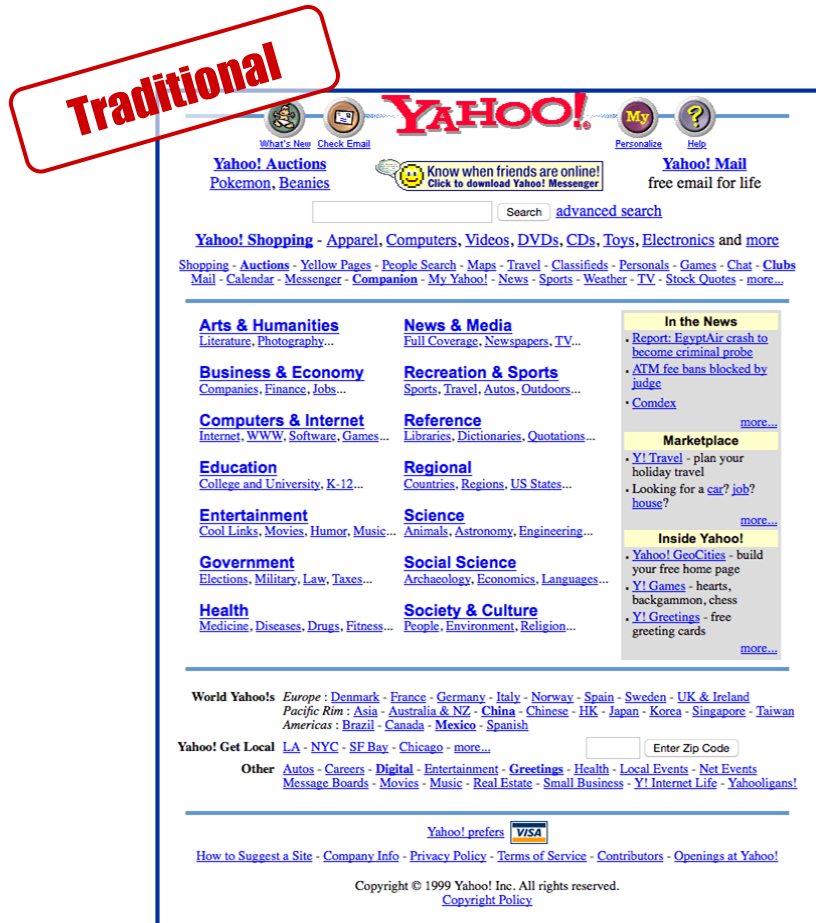 Traditional
YAHOO!
My
?
What's New Check Email
Personalize Help
Yahoo! Auctions
Pokemon, Beanies
Know when friends are online!
Click to download Yahoo! Messenger
Yahoo! Mail
free email for life
Search advanced search
Yahoo! Shopping - Apparel, Computers, Videos, DVDs, CDs, Toys, Electronics and more
Shopping - Auctions - Yellow Pages - People Search - Maps - Travel - Classifieds - Personals - Games - Chat - Clubs
Mail - Calendar - Messenger - Companion - My Yahoo! - News - Sports - Weather - TV - Stock Quotes - more...
Arts & Humanities
Literature, Photography...
Business & Economy
Companies, Finance, Jobs...
Computers & Internet
Internet, WWW, Software, Games...
Education
College and University, K-12...
Entertainment
Cool Links, Movies, Humor, Music...
Government
Elections, Military, Law, Taxes...
Health
Medicine, Diseases, Drugs, Fitness...
News & Media
Full Coverage, Newspapers, TV...
Recreation & Sports
Sports, Travel, Autos, Outdoors...
Reference
Libraries, Dictionaries, Quotations...
Regional
Countries, Regions, US States...
Science
Animals, Astronomy, Engineering...
Social Science
Archaeology, Economics, Languages...
Society & Culture
People, Environment, Religion...
In the News
· Report: EgyptAir crash to
become criminal probe
· ATM fee bans blocked by
judge
· Comdex
more...
Marketplace
· Y! Travel - plan your
holiday travel
· Looking for a car? job?
house?
more...
Inside Yahoo!
· Yahoo! GeoCities - build
your free home page
· Y! Games - hearts,
backgammon, chess
· Y! Greetings - free
greeting cards
more...
World Yahoo!s Europe : Denmark - France - Germany - Italy - Norway - Spain - Sweden - UK & Ireland
Pacific Rim : Asia - Australia & NZ - China - Chinese - HK - Japan - Korea - Singapore - Taiwan
Americas : Brazil - Canada - Mexico - Spanish
Yahoo! Get Local LA - NYC - SF Bay - Chicago - more... Enter Zip Code
Other Autos - Careers - Digital - Entertainment - Greetings - Health - Local Events - Net Events
Message Boards - Movies - Music - Real Estate - Small Business - Y! Internet Life - Yahooligans!
Yahoo! prefers VISA
How to Suggest a Site - Company Info - Privacy Policy - Terms of Service - Contributors - Openings at Yahoo!
Copyright © 1999 Yahoo! Inc. All rights reserved.
Copyright Policy